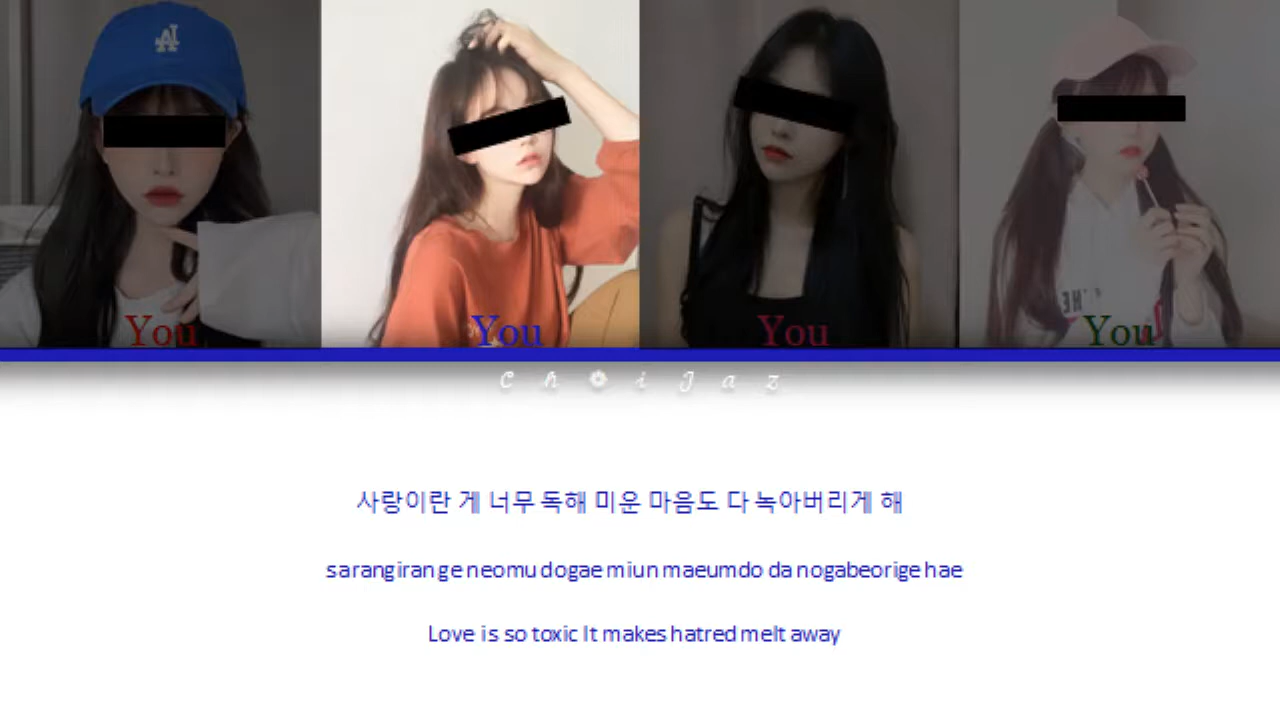 You You You You
C h i J a z
사랑이란 게 너무 독해 미운 마음도 다 녹아버리게 해
sarangiran ge neomu dogae miun maeumdo da nogabeorige hae
Love is so toxic It makes hatred melt away